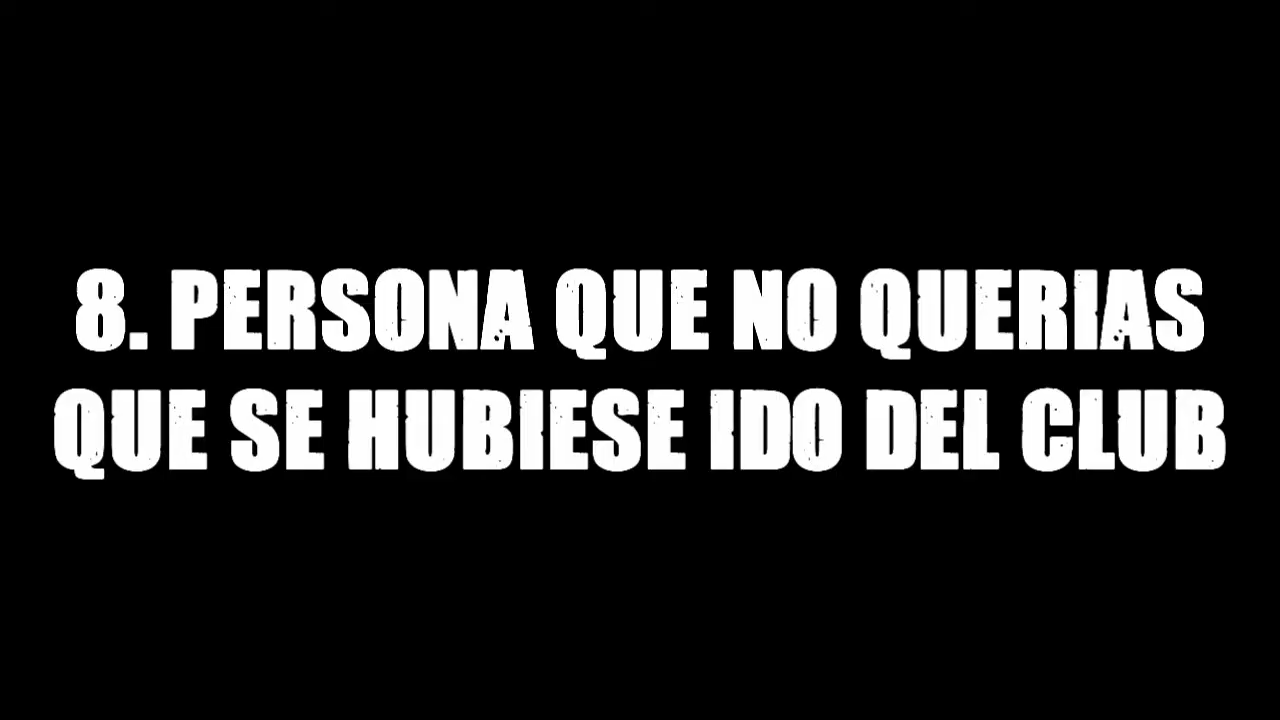 8. PERSONA QUE NO QUERIAS
QUE SE HUBIESE IDO DEL CLUB